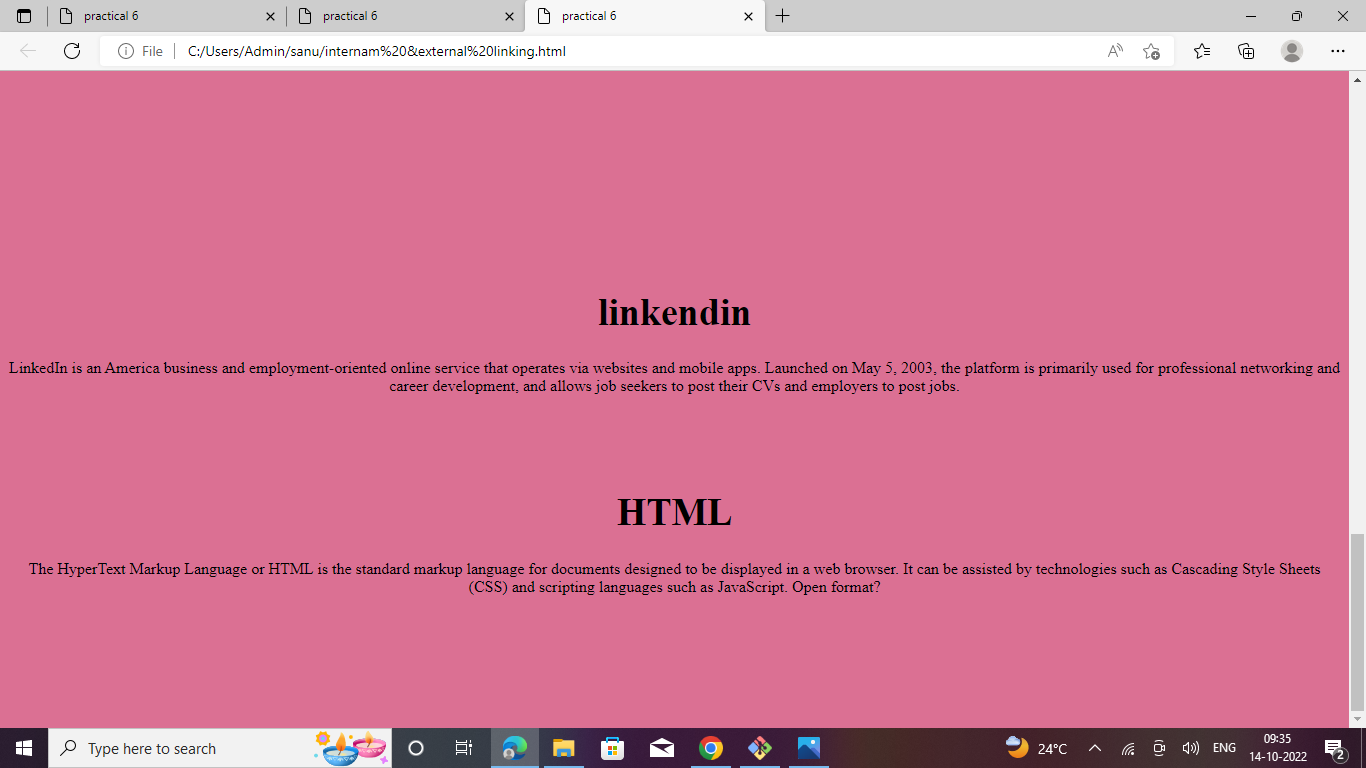 practical 6
practical 6
practical 6
File
C:/Users/Admin/sanu/internam%20&external%20linking.html
linkendin
LinkedIn is an America business and employment-oriented online service that operates via websites and mobile apps. Launched on May 5, 2003, the platform is primarily used for professional networking and
career development, and allows job seekers to post their CVs and employers to post jobs.
HTML
The HyperText Markup Language or HTML is the standard markup language for documents designed to be displayed in a web browser. It can be assisted by technologies such as Cascading Style Sheets
(CSS) and scripting languages such as JavaScript. Open format?
Type here to search
24°C
ENG
09:35
14-10-2022
2